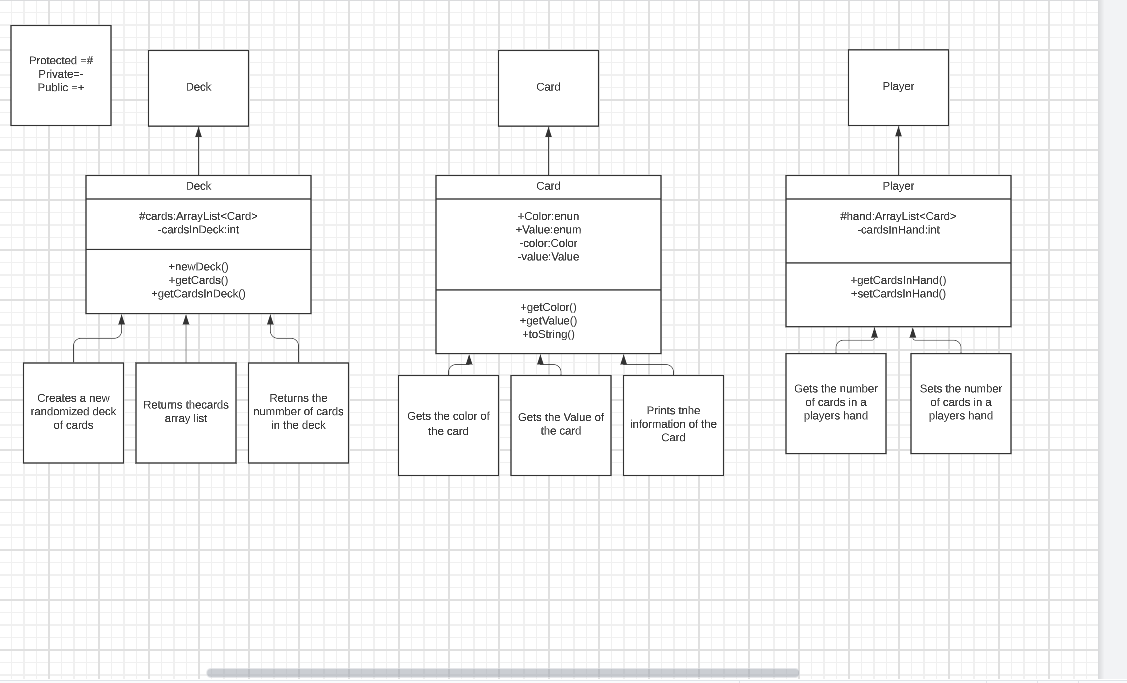 Protected =#
Private=-
Public =+
Deck
Card
Player
Deck
#cards:ArrayList<Card>
-cardsInDeck:int
+newDeck()
+getCards()
+getCardsInDeck()
Card
+Color:enun
+Value:enum
-color:Color
-value:Value
+getColor()
+getValue()
+toString()
Player
#hand:ArrayList<Card>
-cardsInHand:int
+getCardsInHand()
+setCardsInHand()
Creates a new
randomized deck
of cards
Returns thecards
array list
Returns the
nummber of cards
in the deck
Gets the color of
the card
Gets the Value of
the card
Prints tnhe
information of the
Card
Gets the number
of cards in a
players hand
Sets the number
of cards in a
players hand